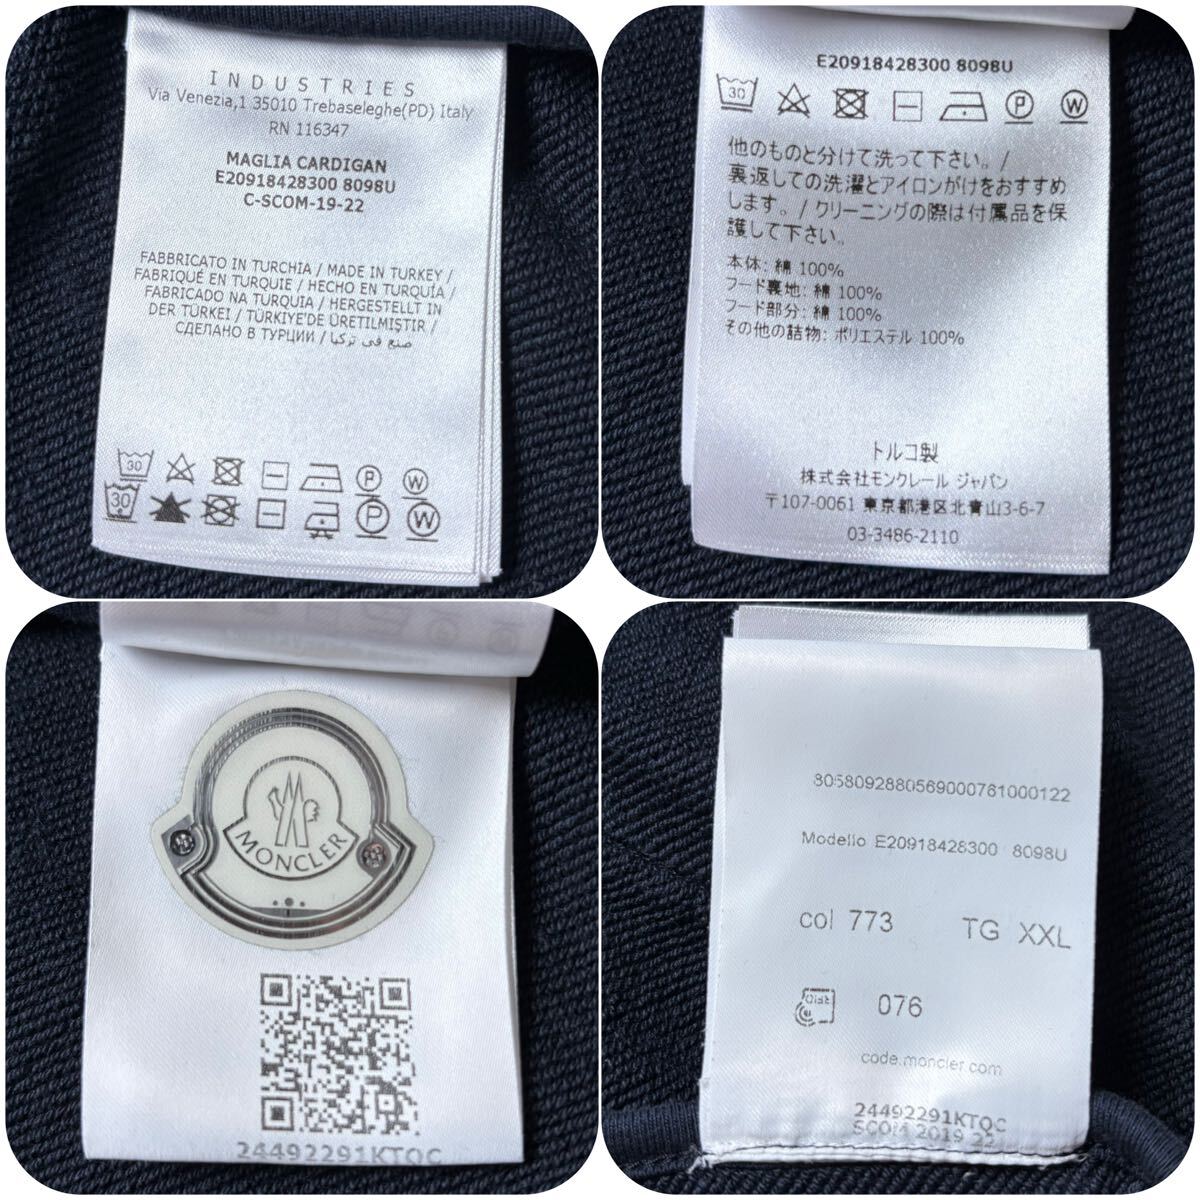 INDUSTRIES
Via Venezia,1 35010 Trebaseleghe(PD) Italy
RN 116347
MAGLIA CARDIGAN
E20918428300 8098U
C-SCOM-19-22
FABBRICATO IN TURCHIA / MADE IN TURKEY /
FABRIQUÉ EN TURQUIE / HECHO EN TURQUÍA /
FABRICADO NA TURQUIA / HERGESTELLT IN
DER TÜRKEI / TÜRKIYE'DE ÜRETILMIŞTIR /
СДЕЛАНО В ТУРЦИИ / صنع في تركيا
30 P W
30 P W
E20918428300 8098U
30 P W
他のものと分けて洗って下さい。/
裏返しての洗濯とアイロンがけをおすすめ
します。/ クリーニングの際は付属品を保
護して下さい。
本体: 綿 100%
フード裏地: 綿 100%
フード部分: 綿 100%
その他の詰物: ポリエステル 100%
トルコ製
株式会社モンクレール ジャパン
〒107-0061 東京都港区北青山3-6-7
03-3486-2110
MONCLER
24492291KTQC
8058092880569000761000122
Modello E20918428300 8098U
col 773 TG XXL
RFID 076
code.moncler.com
24492291KTQC
SCOM 2019 22